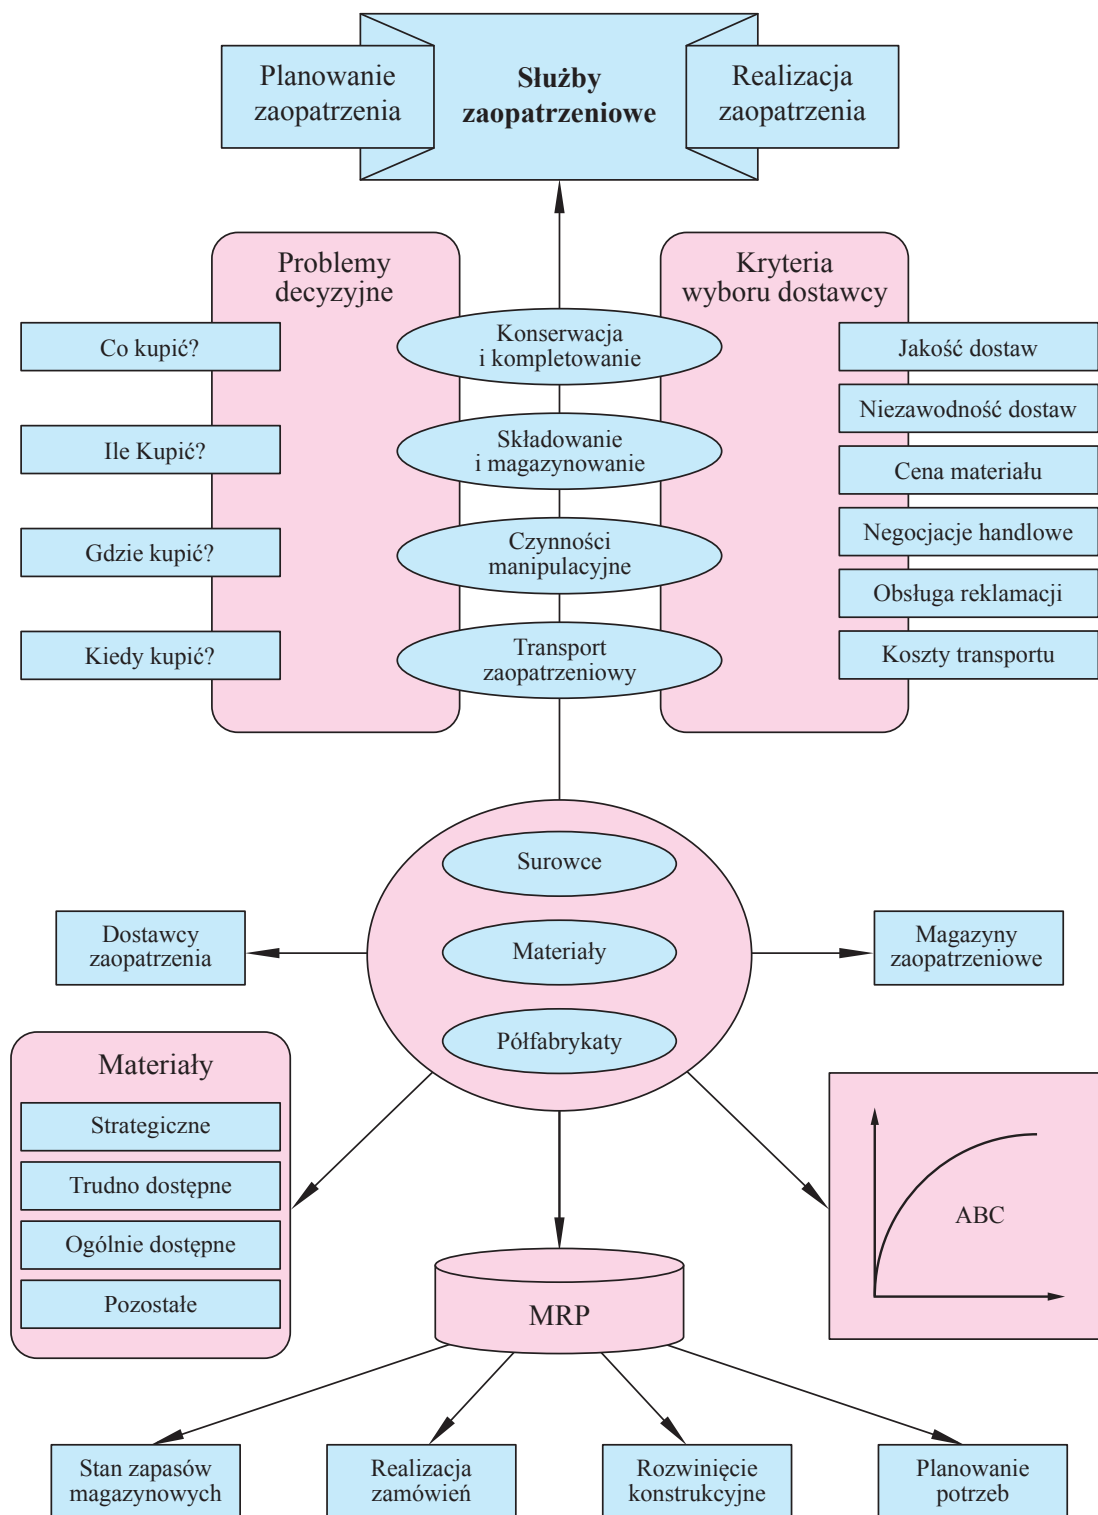 Planowanie
zaopatrzenia
Służby
zaopatrzeniowe
Realizacja
zaopatrzenia
Problemy
decyzyjne
Kryteria
wyboru dostawcy
Co kupić?
Ile Kupić?
Gdzie kupić?
Kiedy kupić?
Konserwacja
i kompletowanie
Składowanie
i magazynowanie
Czynności
manipulacyjne
Transport
zaopatrzeniowy
Jakość dostaw
Niezawodność dostaw
Cena materiału
Negocjacje handlowe
Obsługa reklamacji
Koszty transportu
Surowce
Materiały
Półfabrykaty
Dostawcy
zaopatrzenia
Magazyny
zaopatrzeniowe
Materiały
Strategiczne
Trudno dostępne
Ogólnie dostępne
Pozostałe
ABC
MRP
Stan zapasów
magazynowych
Realizacja
zamówień
Rozwinięcie
konstrukcyjne
Planowanie
potrzeb